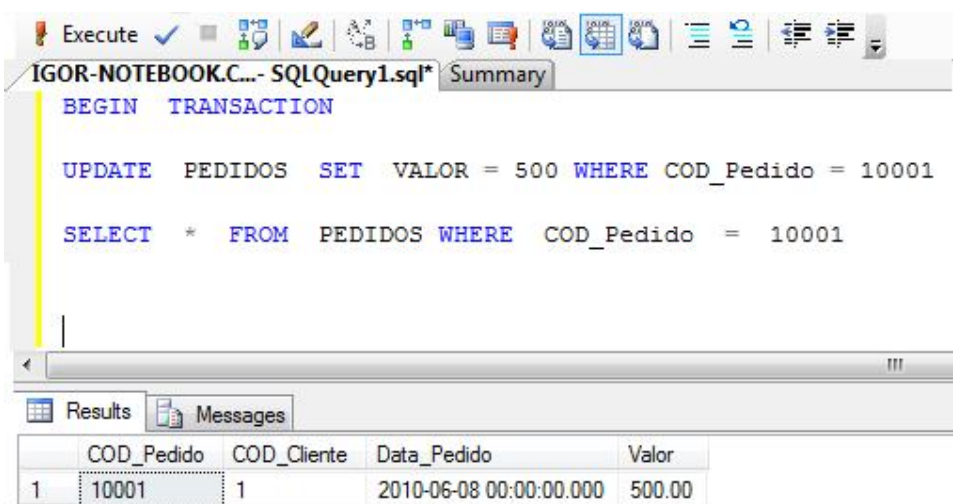 Execute
IGOR-NOTEBOOK.C...- SQLQuery1.sql* Summary
BEGIN TRANSACTION
UPDATE PEDIDOS SET VALOR = 500 WHERE COD_Pedido = 10001
SELECT * FROM PEDIDOS WHERE COD_Pedido = 10001
Results Messages
COD_Pedido COD_Cliente Data_Pedido Valor
1 10001 1 2010-06-08 00:00:00.000 500.00